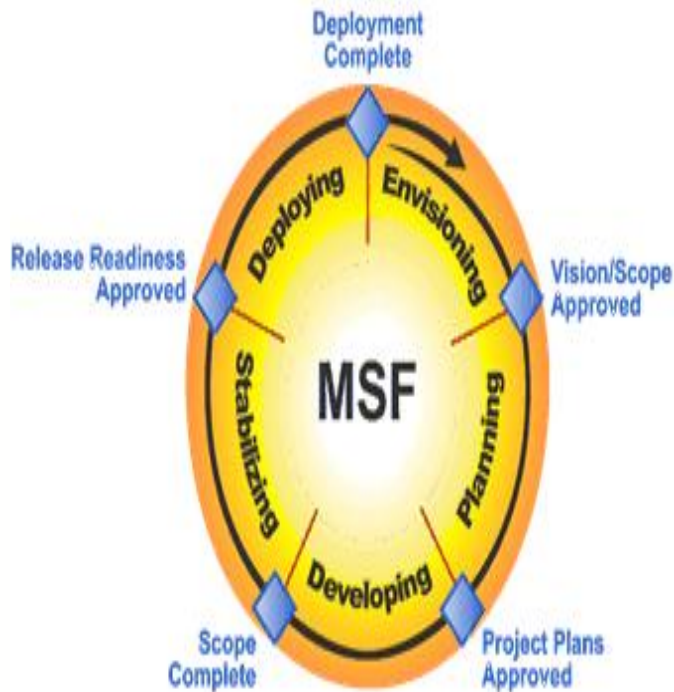 Deployment
Complete
Deploying
Envisioning
Release Readiness
Approved
Vision/Scope
Approved
MSF
Stabilizing
Planning
Developing
Scope
Complete
Project Plans
Approved